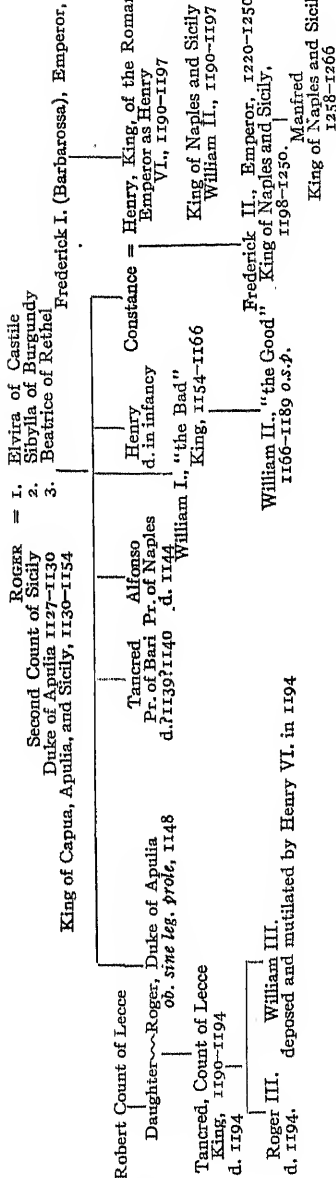 ROGER = 1. Elvira of Castile
Second Count of Sicily 2. Sibylla of Burgundy
Duke of Apulia 1127–1130 3. Beatrice of Rethel
King of Capua, Apulia, and Sicily, 1130–1154
Frederick I. (Barbarossa), Emperor,
Robert Count of Lecce
Daughter Roger, Duke of Apulia
ob. sine leg. prole, 1148
Tancred
Pr. of Bari
d.?1139?1140
Alfonso
Pr. of Naples
d. 1144
Henry
d. in infancy
William I., "the Bad"
King, 1154–1166
Constance = Henry, King, of the Roman
Emperor as Henry
VI., 1190–1197
King of Naples and Sicily
William II., 1190–1197
Tancred, Count of Lecce
King, 1190–1194
d. 1194
William II., "the Good"
1166–1189 o.s.p.
Frederick II., Emperor, 1220–1250
King of Naples and Sicily,
1198–1250.
Roger III.
d. 1194.
William III.
deposed and mutilated by Henry VI. in 1194
Manfred
King of Naples and Sicil
1258–1266